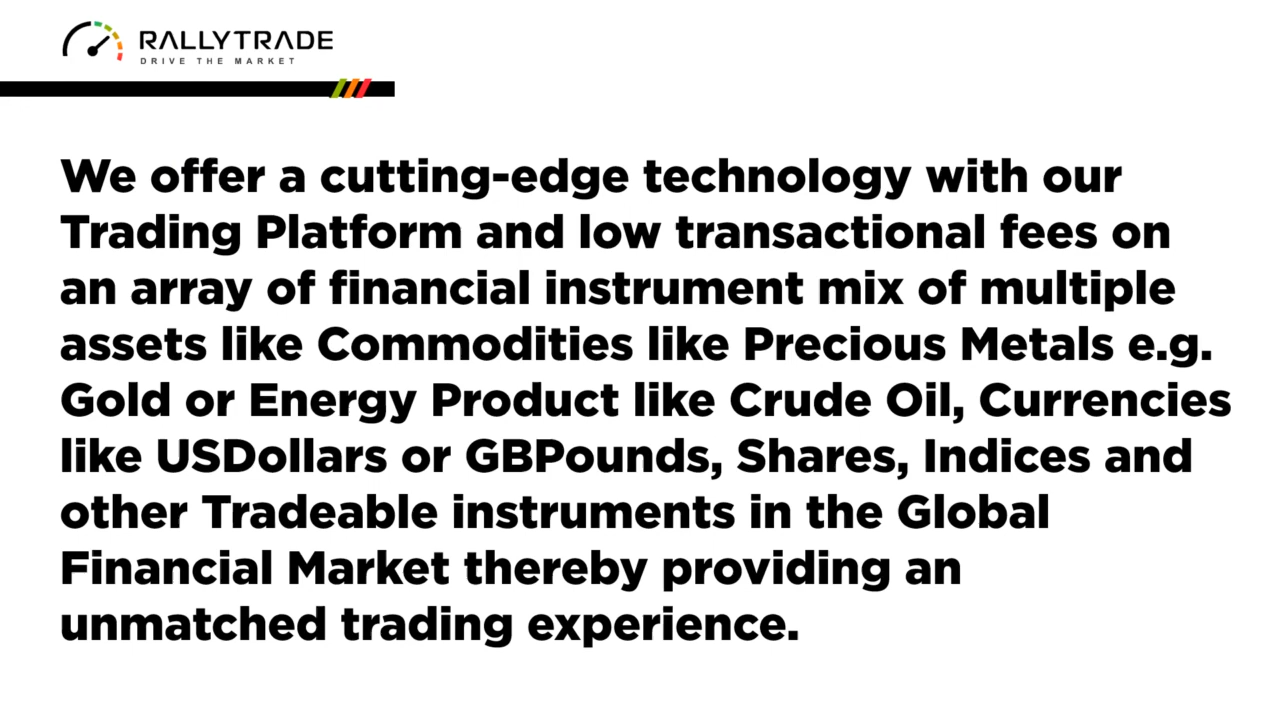 RALLYTRADE
DRIVE THE MARKET
We offer a cutting-edge technology with our
Trading Platform and low transactional fees on
an array of financial instrument mix of multiple
assets like Commodities like Precious Metals e.g.
Gold or Energy Product like Crude Oil, Currencies
like USDollars or GBPounds, Shares, Indices and
other Tradeable instruments in the Global
Financial Market thereby providing an
unmatched trading experience.